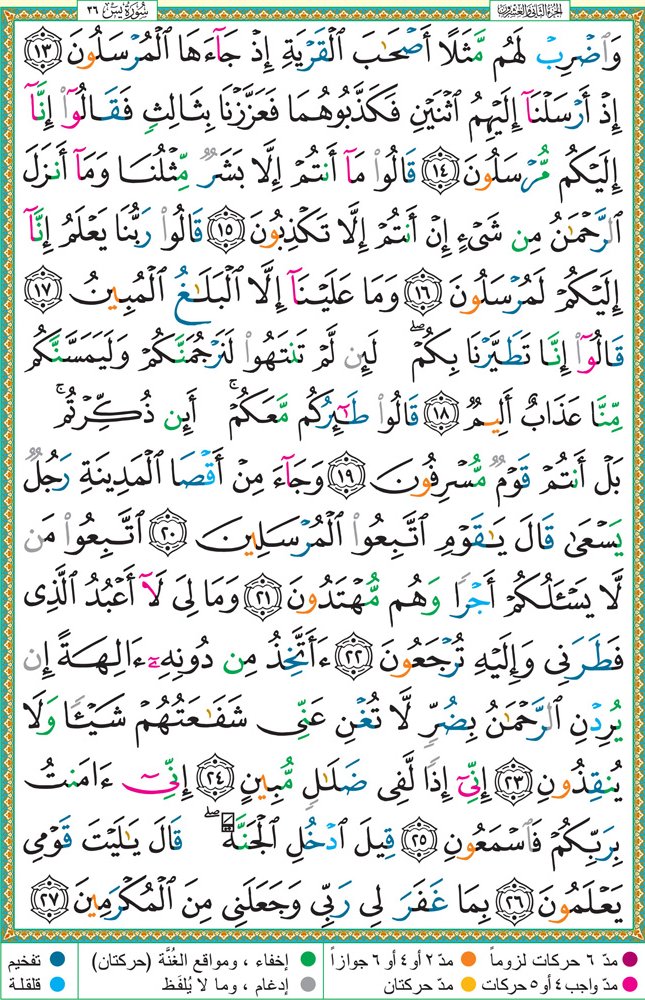 الجزء الثاني والعشرون
سُورَةُ يسٓ ٣٦
وَٱضۡرِبۡ لَهُم مَّثَلًا أَصۡحَٰبَ ٱلۡقَرۡيَةِ إِذۡ جَآءَهَا ٱلۡمُرۡسَلُونَ ١٣
إِذۡ أَرۡسَلۡنَآ إِلَيۡهِمُ ٱثۡنَيۡنِ فَكَذَّبُوهُمَا فَعَزَّزۡنَا بِثَالِثٖ فَقَالُوٓاْ إِنَّآ
إِلَيۡكُم مُّرۡسَلُونَ ١٤ قَالُواْ مَآ أَنتُمۡ إِلَّا بَشَرٞ مِّثۡلُنَا وَمَآ أَنزَلَ
ٱلرَّحۡمَٰنُ مِن شَيۡءٍ إِنۡ أَنتُمۡ إِلَّا تَكۡذِبُونَ ١٥ قَالُواْ رَبُّنَا يَعۡلَمُ إِنَّآ
إِلَيۡكُمۡ لَمُرۡسَلُونَ ١٦ وَمَا عَلَيۡنَآ إِلَّا ٱلۡبَلَٰغُ ٱلۡمُبِينُ ١٧
قَالُوٓاْ إِنَّا تَطَيَّرۡنَا بِكُمۡۖ لَئِن لَّمۡ تَنتَهُواْ لَنَرۡجُمَنَّكُمۡ وَلَيَمَسَّنَّكُم
مِّنَّا عَذَابٌ أَلِيمٞ ١٨ قَالُواْ طَٰٓئِرُكُم مَّعَكُمۡۚ أَئِن ذُكِّرۡتُمۚ
بَلۡ أَنتُمۡ قَوۡمٞ مُّسۡرِفُونَ ١٩ وَجَآءَ مِنۡ أَقۡصَا ٱلۡمَدِينَةِ رَجُلٞ
يَسۡعَىٰ قَالَ يَٰقَوۡمِ ٱتَّبِعُواْ ٱلۡمُرۡسَلِينَ ٢٠ ٱتَّبِعُواْ مَن
لَّا يَسۡـَٔلُكُمۡ أَجۡرٗا وَهُم مُّهۡتَدُونَ ٢١ وَمَا لِيَ لَآ أَعۡبُدُ ٱلَّذِي
فَطَرَنِي وَإِلَيۡهِ تُرۡجَعُونَ ٢٢ ءَأَتَّخِذُ مِن دُونِهِۦٓ ءَالِهَةً إِن
يُرِدۡنِ ٱلرَّحۡمَٰنُ بِضُرّٖ لَّا تُغۡنِ عَنِّي شَفَٰعَتُهُمۡ شَيۡـٔٗا وَلَا
يُنقِذُونِ ٢٣ إِنِّيٓ إِذٗا لَّفِي ضَلَٰلٖ مُّبِينٍ ٢٤ إِنِّيٓ ءَامَنتُ
بِرَبِّكُمۡ فَٱسۡمَعُونِ ٢٥ قِيلَ ٱدۡخُلِ ٱلۡجَنَّةَۖ قَالَ يَٰلَيۡتَ قَوۡمِي
يَعۡلَمُونَ ٢٦ بِمَا غَفَرَ لِي رَبِّي وَجَعَلَنِي مِنَ ٱلۡمُكۡرَمِينَ ٢٧
مدّ ٦ حركات لزوماً
مدّ ٢ أو ٤ أو ٦ جوازاً
إخفاء ، ومواقع الغُنَّة (حركتان)
تفخيم
مدّ واجب ٤ أو ٥ حركات
مدّ حركتان
إدغام ، وما لا يُلفَظ
قلقلة